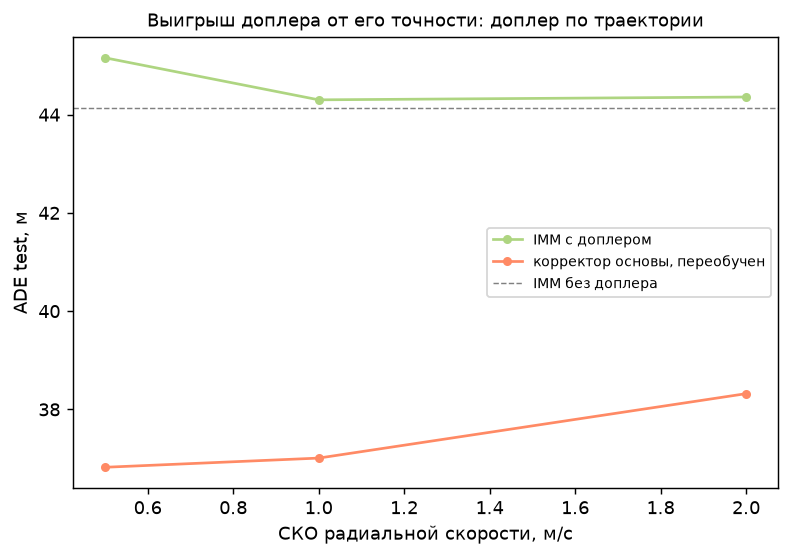 Выигрыш доплера от его точности: доплер по траектории
ADE test, м
44
42
40
38
IMM с доплером
корректор основы, переобучен
IMM без доплера
0.6 0.8 1.0 1.2 1.4 1.6 1.8 2.0
СКО радиальной скорости, м/с